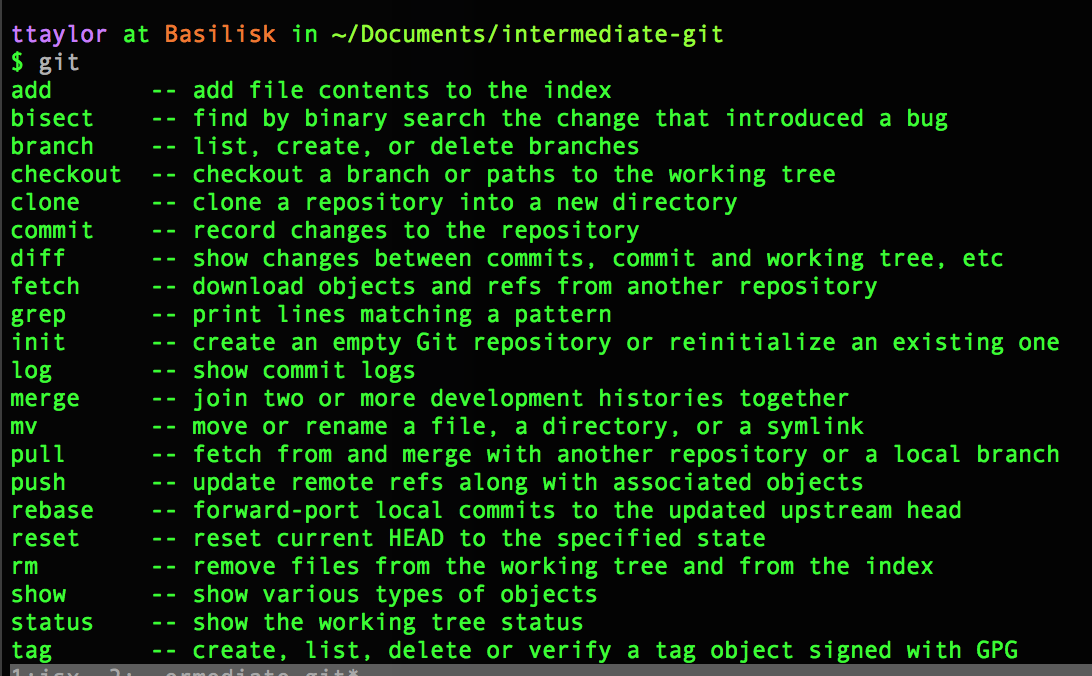 ttaylor at Basilisk in ~/Documents/intermediate-git
$ git
add       -- add file contents to the index
bisect    -- find by binary search the change that introduced a bug
branch    -- list, create, or delete branches
checkout  -- checkout a branch or paths to the working tree
clone     -- clone a repository into a new directory
commit    -- record changes to the repository
diff      -- show changes between commits, commit and working tree, etc
fetch     -- download objects and refs from another repository
grep      -- print lines matching a pattern
init      -- create an empty Git repository or reinitialize an existing one
log       -- show commit logs
merge     -- join two or more development histories together
mv        -- move or rename a file, a directory, or a symlink
pull      -- fetch from and merge with another repository or a local branch
push      -- update remote refs along with associated objects
rebase    -- forward-port local commits to the updated upstream head
reset     -- reset current HEAD to the specified state
rm        -- remove files from the working tree and from the index
show      -- show various types of objects
status    -- show the working tree status
tag       -- create, list, delete or verify a tag object signed with GPG